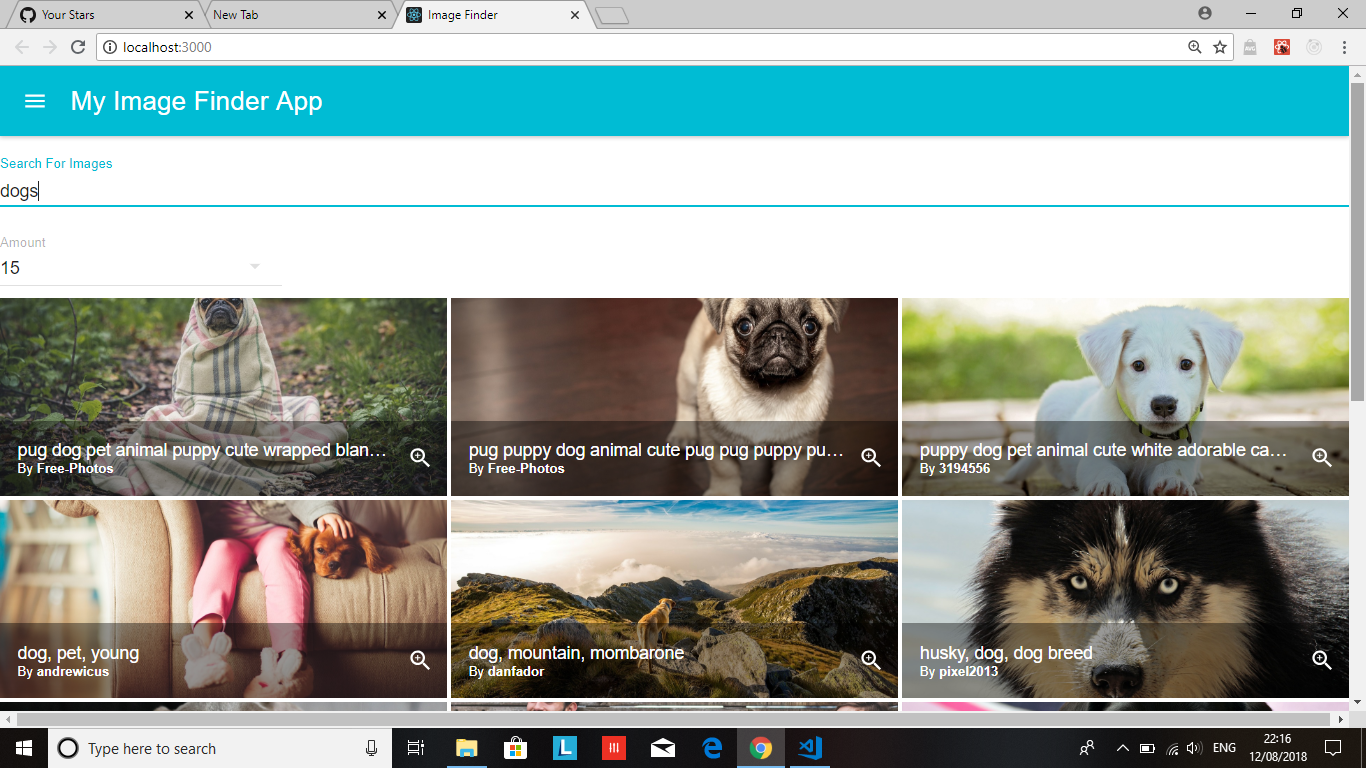 Your Stars
New Tab
Image Finder
localhost:3000
My Image Finder App
Search For Images
dogs
Amount
15
pug dog pet animal puppy cute wrapped blan…
By Free-Photos
pug puppy dog animal cute pug pug puppy pu…
By Free-Photos
puppy dog pet animal cute white adorable ca…
By 3194556
dog, pet, young
By andrewicus
dog, mountain, mombarone
By danfador
husky, dog, dog breed
By pixel2013
Type here to search
L
ENG
22:16
12/08/2018